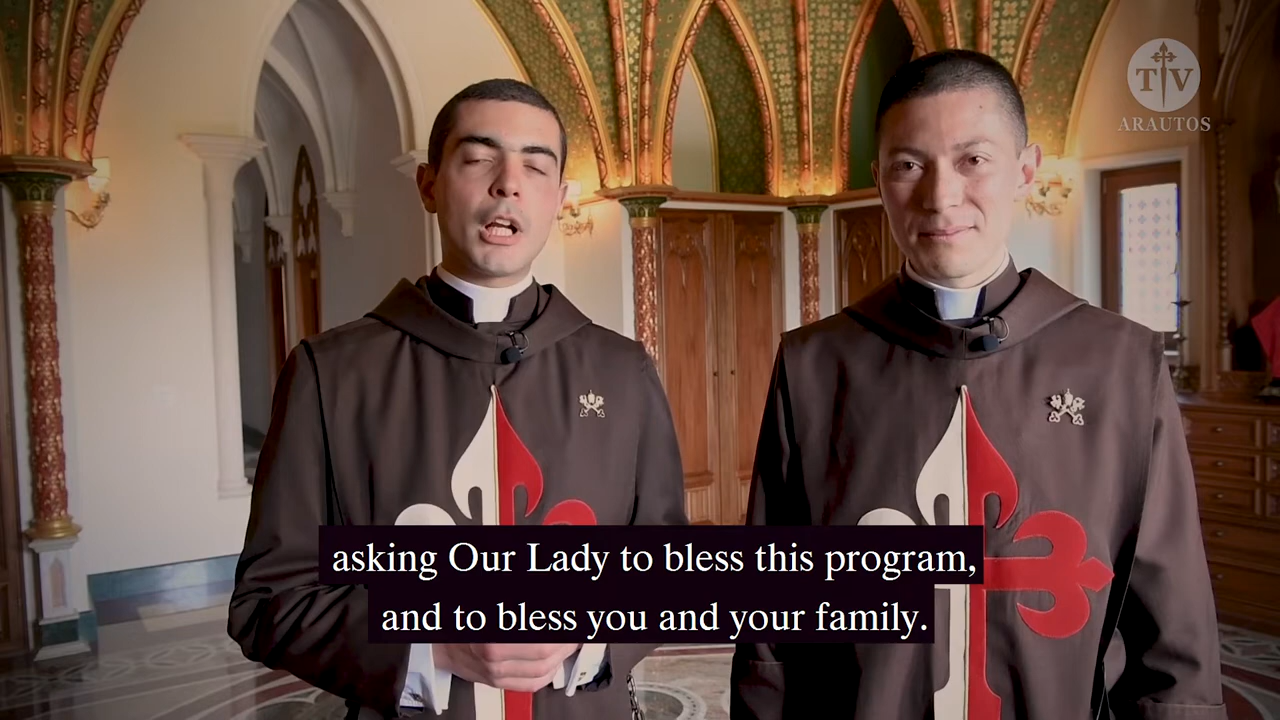 TV
ARAUTOS
asking Our Lady to bless this program,
and to bless you and your family.